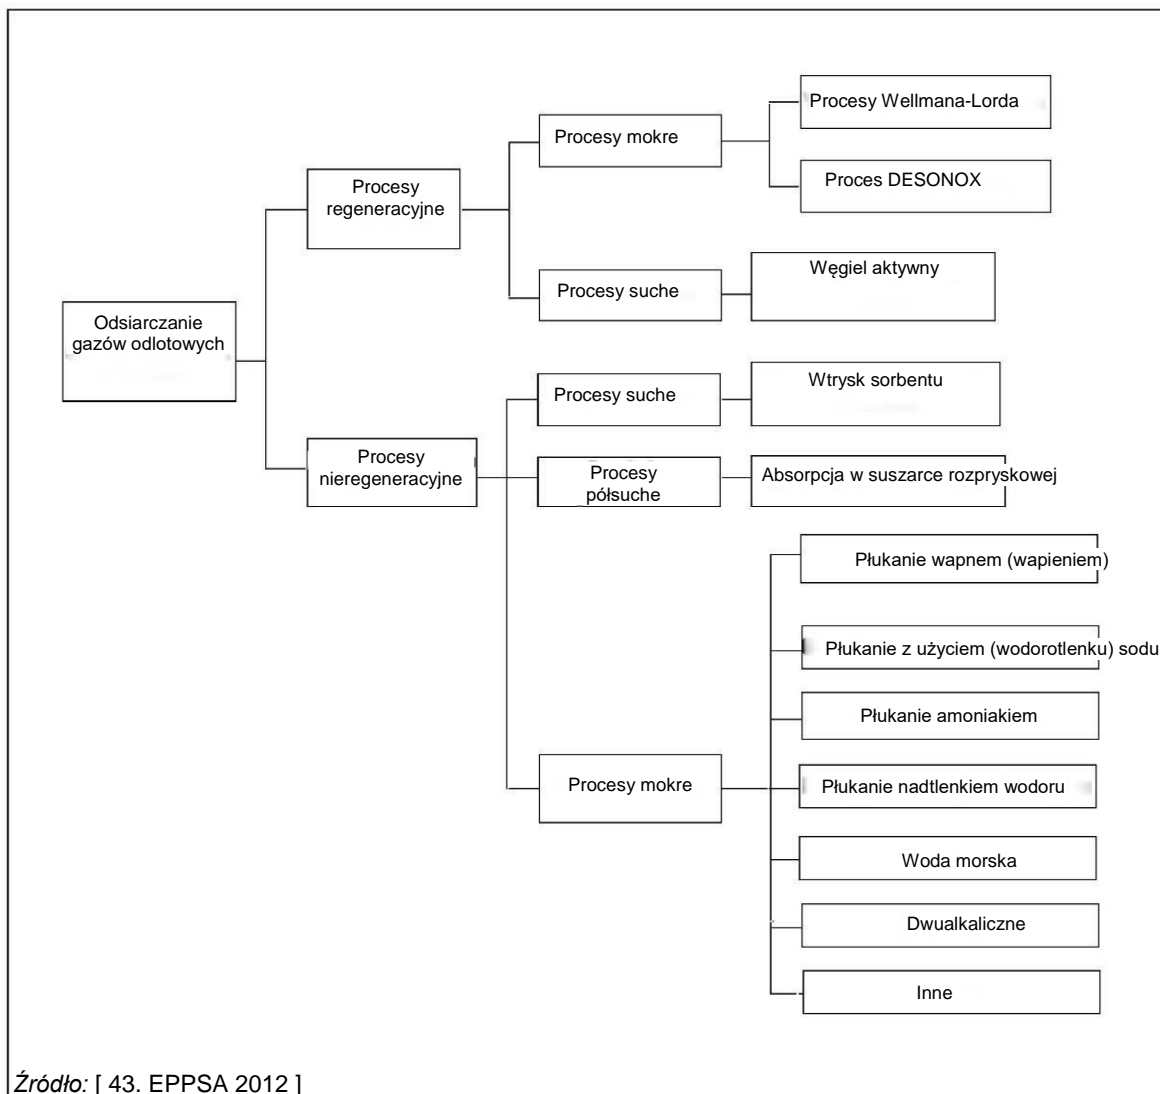 Procesy Wellmana-Lorda
Procesy mokre
Proces DESONOX
Procesy
regeneracyjne
Procesy suche
Węgiel aktywny
Odsiarczanie
gazów odlotowych
Procesy suche
Wtrysk sorbentu
Procesy
nieregeneracyjne
Procesy
półsuche
Absorpcja w suszarce rozpryskowej
Płukanie wapnem (wapieniem)
Płukanie z użyciem (wodorotlenku) sodu
Płukanie amoniakiem
Procesy mokre
Płukanie nadtlenkiem wodoru
Woda morska
Dwualkaliczne
Inne
Źródło: [ 43. EPPSA 2012 ]